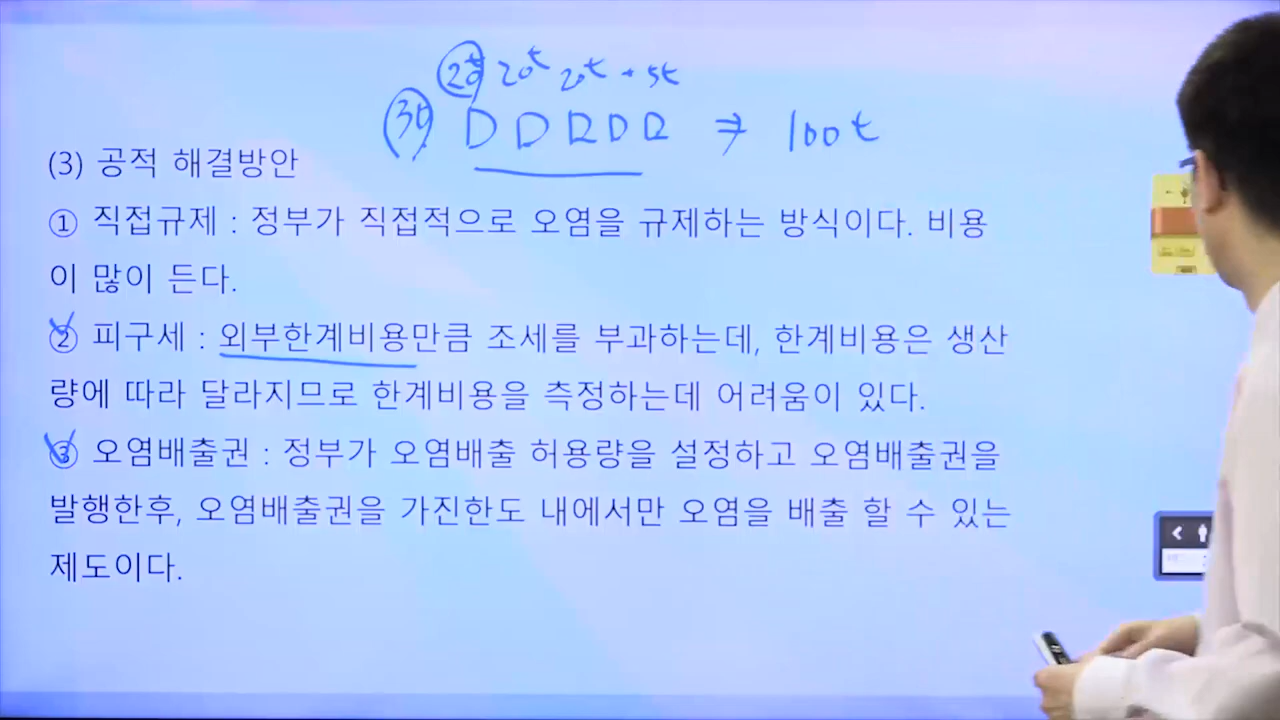 20t 20t 20t + 5t
⇒ 100t
(3) 공적 해결방안
① 직접규제 : 정부가 직접적으로 오염을 규제하는 방식이다. 비용
이 많이 든다.
② 피구세 : 외부한계비용만큼 조세를 부과하는데, 한계비용은 생산
량에 따라 달라지므로 한계비용을 측정하는데 어려움이 있다.
③ 오염배출권 : 정부가 오염배출 허용량을 설정하고 오염배출권을
발행한후, 오염배출권을 가진한도 내에서만 오염을 배출 할 수 있는
제도이다.